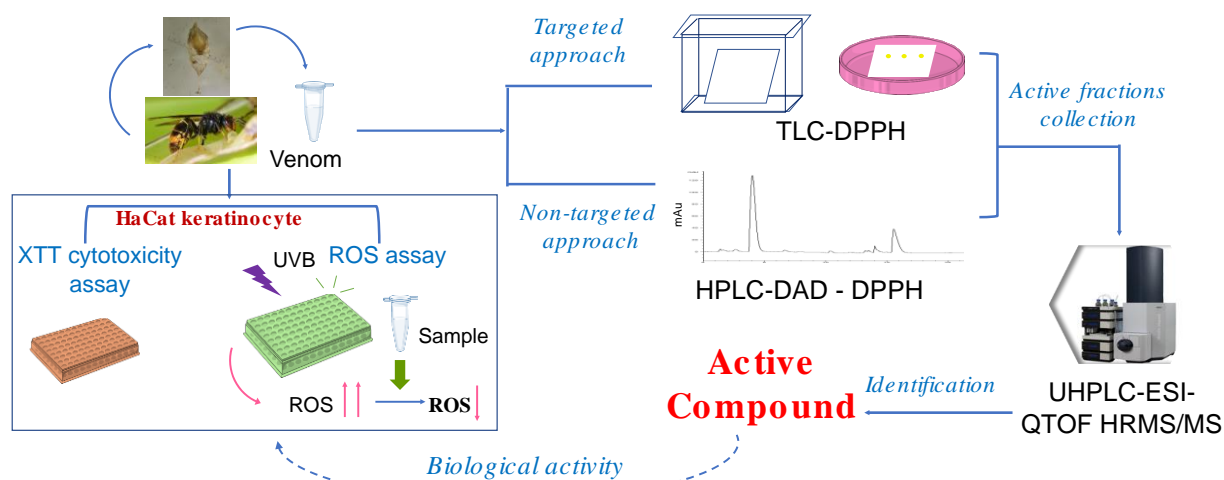 Venom
Targeted
approach
TLC-DPPH
Active fractions
collection
Non-targeted
approach
mAu
HPLC-DAD - DPPH
HaCat keratinocyte
XTT cytotoxicity
assay
UVB
ROS assay
Sample
ROS
ROS
Active
Compound
Identification
UHPLC-ESI-
QTOF HRMS/MS
Biological activity